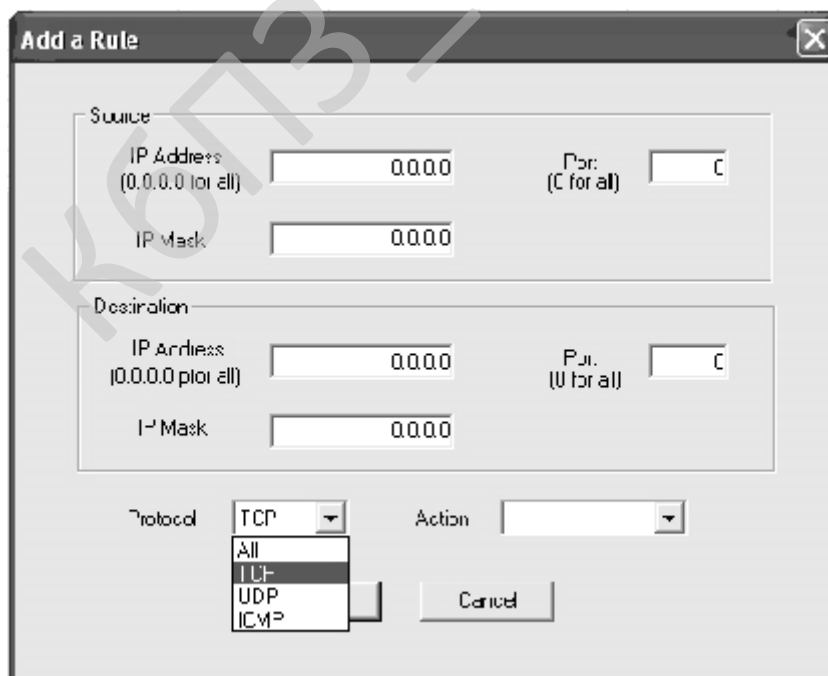 Add a Rule
Source
IP Address
(0.0.0.0 for all)
0.0.0.0
Port
(0 for all)
0
IP Mask
0.0.0.0
Destination
IP Address
(0.0.0.0 pfor all)
0.0.0.0
Port
(0 for all)
0
IP Mask
0.0.0.0
Protocol
TCP
Action
All
TCP
UDP
ICMP
Cancel
КбПЗ_